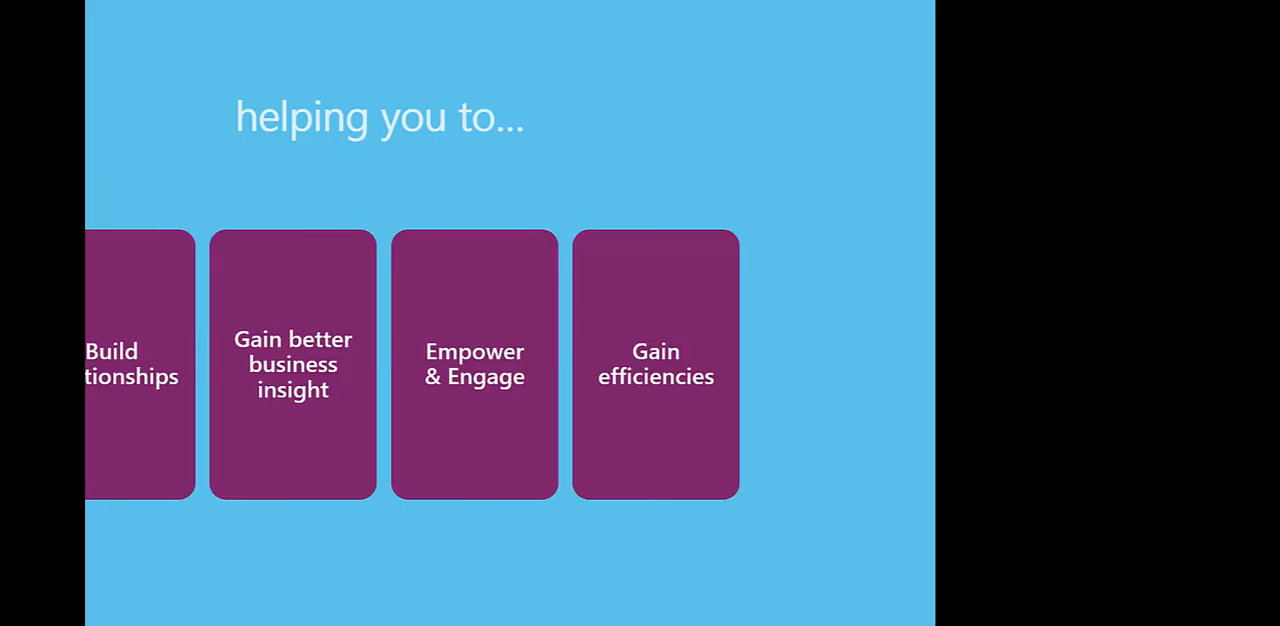 helping you to...
Build
tionships
Gain better
business
insight
Empower
& Engage
Gain
efficiencies